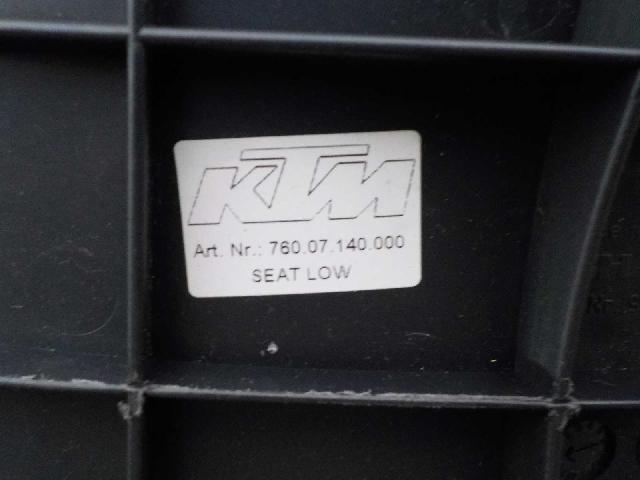 KTM
Art. Nr.: 760.07.140.000
SEAT LOW